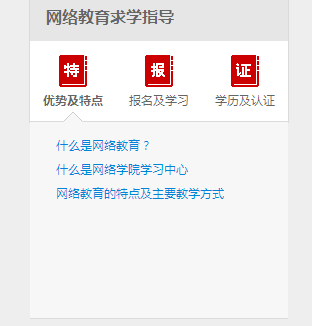 网络教育求学指导
特 报 证
优势及特点 报名及学习 学历及认证
什么是网络教育？
什么是网络学院学习中心
网络教育的特点及主要教学方式